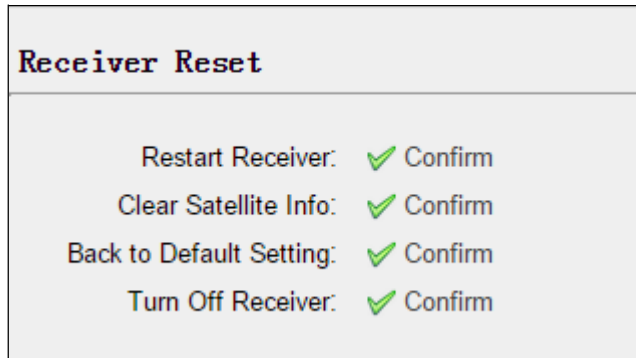 Receiver Reset
Restart Receiver: Confirm
Clear Satellite Info: Confirm
Back to Default Setting: Confirm
Turn Off Receiver: Confirm